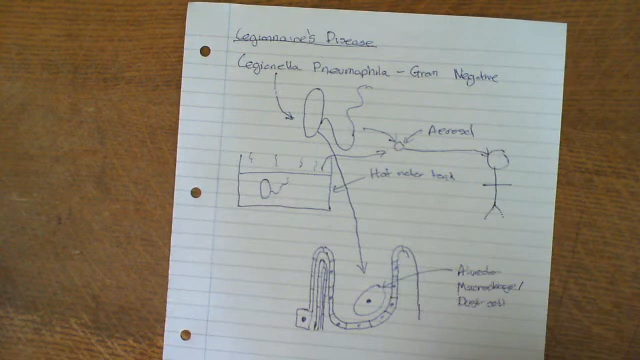 Legionnaire's Disease
Legionella Pneumophila - Gram Negative
Aerosol
Hot water tank
Alveolar
Macrophage/
Dust cell